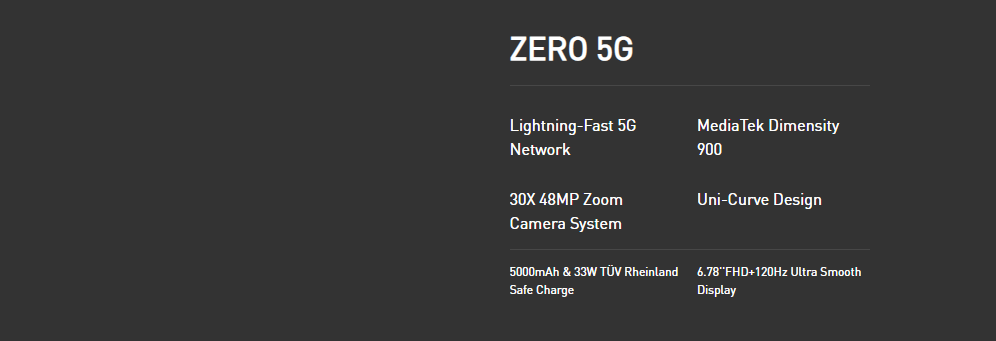 ZERO 5G
Lightning-Fast 5G
Network
MediaTek Dimensity
900
30X 48MP Zoom
Camera System
Uni-Curve Design
5000mAh & 33W TÜV Rheinland
Safe Charge
6.78''FHD+120Hz Ultra Smooth
Display